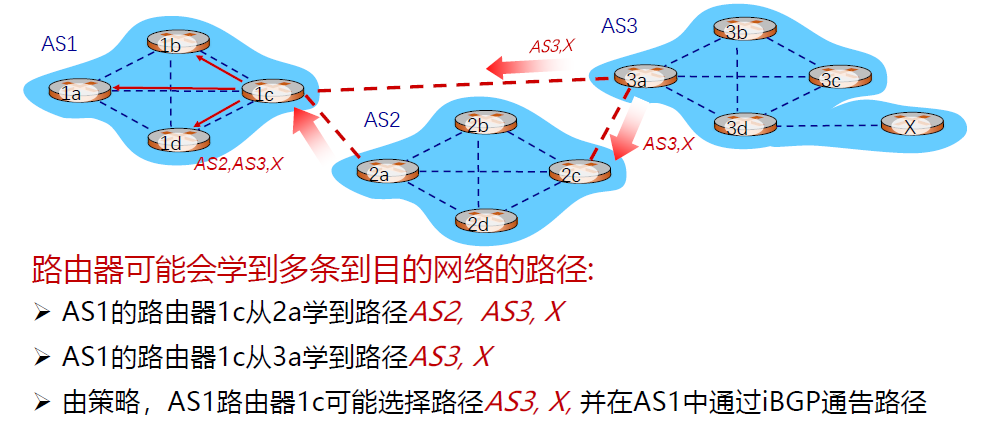 AS1
1b
1a
1c
1d
AS2,AS3,X
AS3,X
AS2
2b
2a
2c
2d
AS3,X
AS3
3b
3a
3c
3d
X
路由器可能会学到多条到目的网络的路径:
➢ AS1的路由器1c从2a学到路径AS2, AS3, X
➢ AS1的路由器1c从3a学到路径AS3, X
➢ 由策略，AS1路由器1c可能选择路径AS3, X, 并在AS1中通过iBGP通告路径